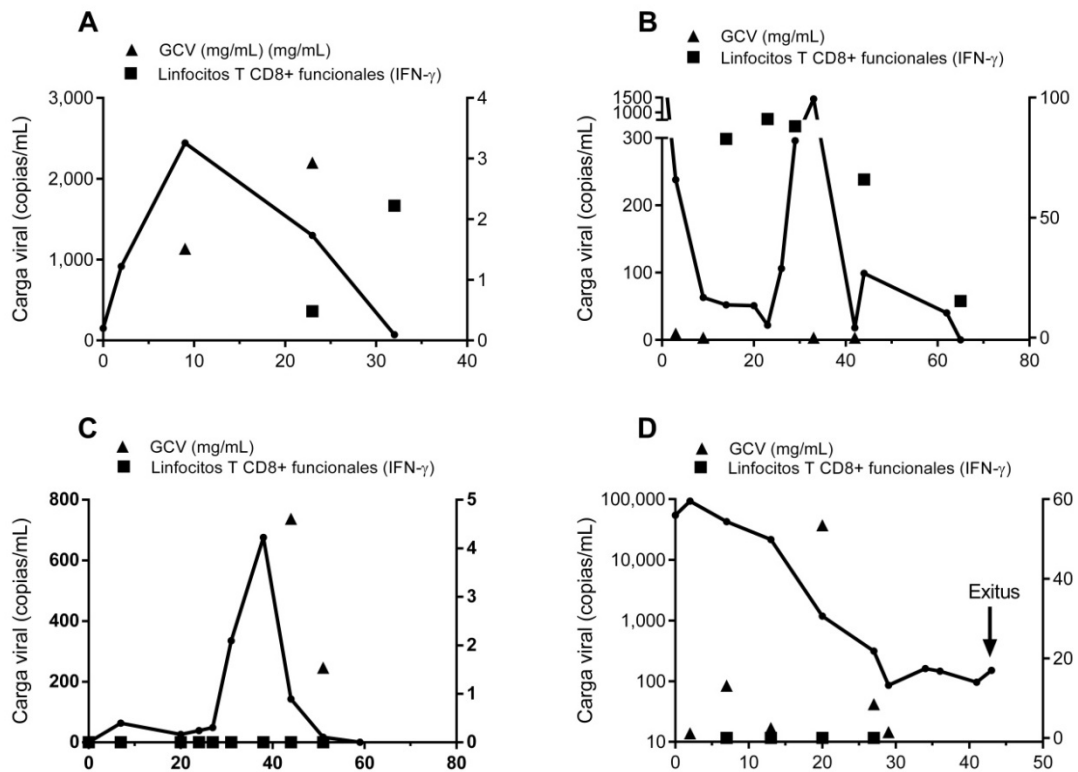 A
▲ GCV (mg/mL) (mg/mL)
■ Linfocitos T CD8+ funcionales (IFN-γ)
Carga viral (copias/mL)
3,000
2,000
1,000
0
4
3
2
1
0
0 10 20 30 40
B
▲ GCV (mg/mL)
■ Linfocitos T CD8+ funcionales (IFN-γ)
Carga viral (copias/mL)
1500
500
300
200
100
0
100
50
0
0 20 40 60 80
C
▲ GCV (mg/mL)
■ Linfocitos T CD8+ funcionales (IFN-γ)
Carga viral (copias/mL)
800
600
400
200
0
5
4
3
2
1
0
0 20 40 60 80
D
▲ GCV (mg/mL)
■ Linfocitos T CD8+ funcionales (IFN-γ)
Carga viral (copias/mL)
100,000
10,000
1,000
100
10
60
40
20
0
Exitus
0 10 20 30 40 50